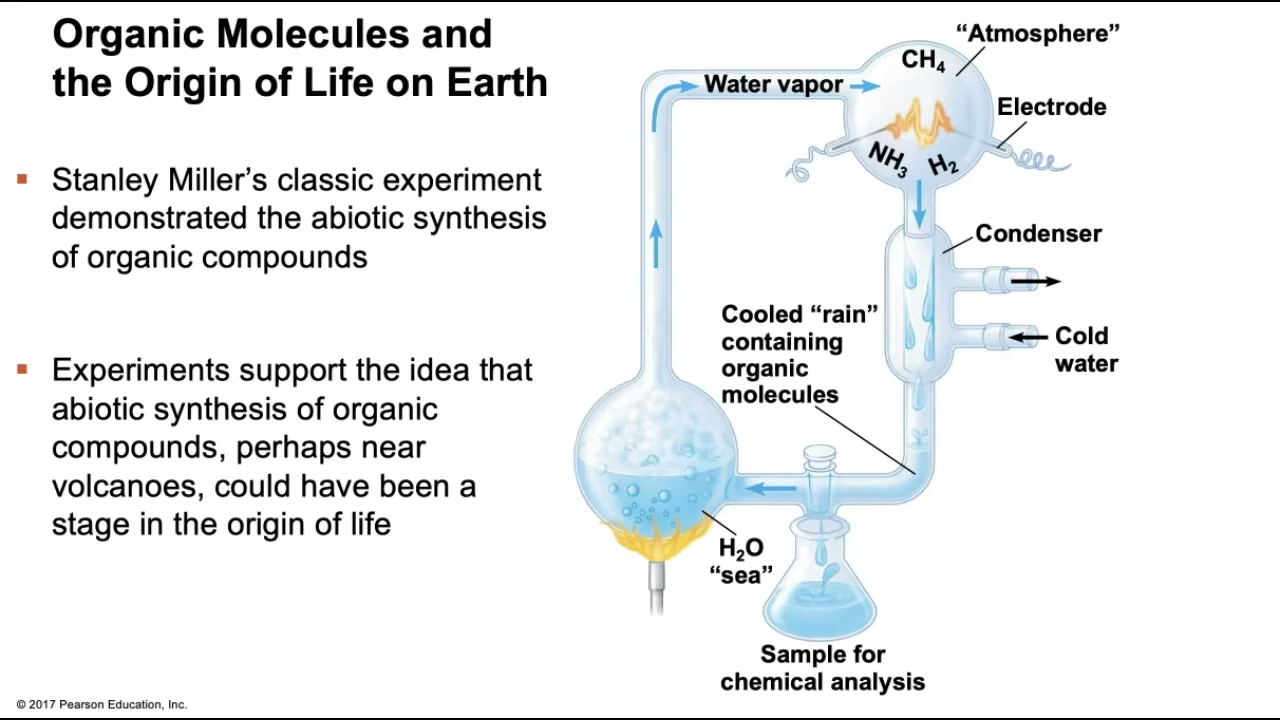 Organic Molecules and
the Origin of Life on Earth
▪ Stanley Miller’s classic experiment
demonstrated the abiotic synthesis
of organic compounds
▪ Experiments support the idea that
abiotic synthesis of organic
compounds, perhaps near
volcanoes, could have been a
stage in the origin of life
“Atmosphere”
CH₄
Water vapor
Electrode
NH₃ H₂
Condenser
Cooled “rain”
containing
organic
molecules
Cold
water
H₂O
“sea”
Sample for
chemical analysis
© 2017 Pearson Education, Inc.